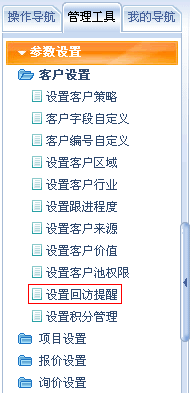 操作导航 管理工具 我的导航
参数设置
客户设置
设置客户策略
客户字段自定义
客户编号自定义
设置客户区域
设置客户行业
设置跟进程度
设置客户来源
设置客户价值
设置客户池权限
设置回访提醒
设置积分管理
项目设置
报价设置
询价设置